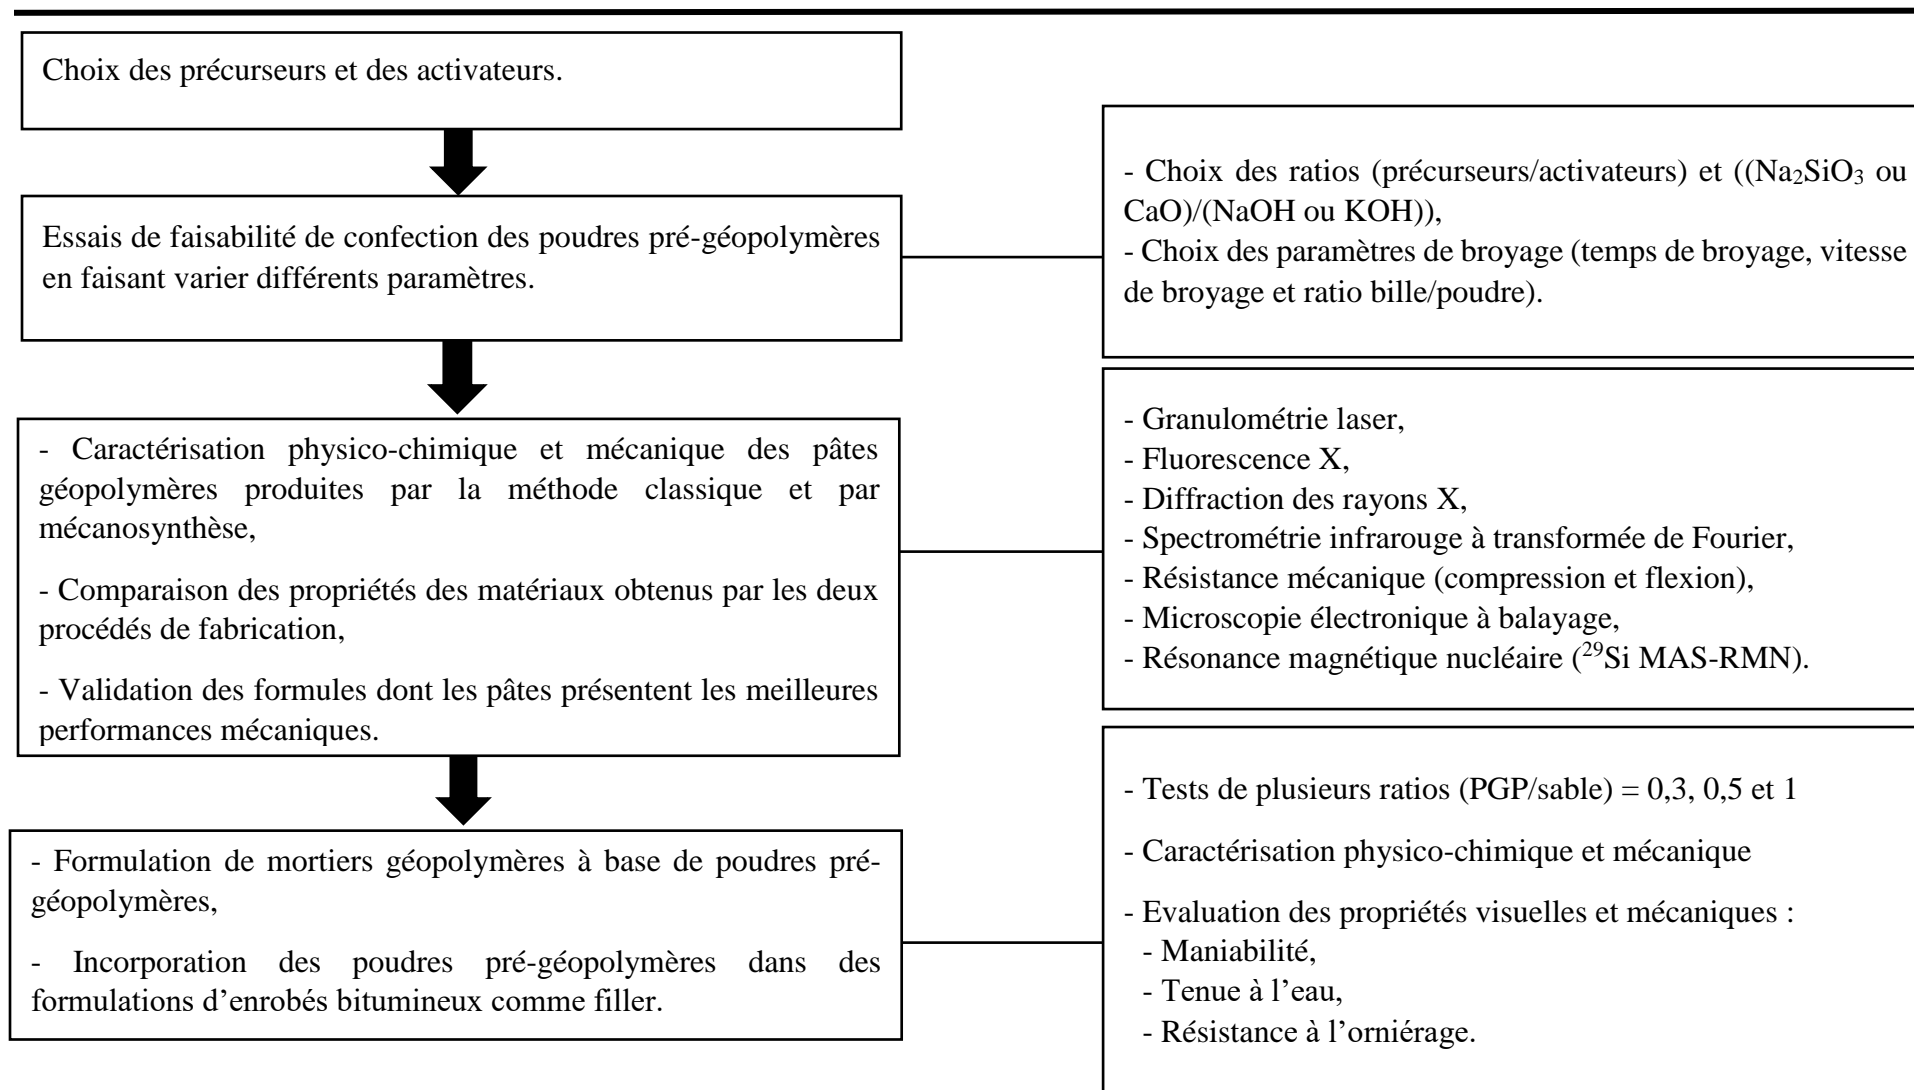 Choix des précurseurs et des activateurs.
Essais de faisabilité de confection des poudres pré-géopolymères
en faisant varier différents paramètres.
- Choix des ratios (précurseurs/activateurs) et ((Na₂SiO₃ ou
CaO)/(NaOH ou KOH)),
- Choix des paramètres de broyage (temps de broyage, vitesse
de broyage et ratio bille/poudre).
- Caractérisation physico-chimique et mécanique des pâtes
géopolymères produites par la méthode classique et par
mécanosynthèse,
- Comparaison des propriétés des matériaux obtenus par les deux
procédés de fabrication,
- Validation des formules dont les pâtes présentent les meilleures
performances mécaniques.
- Granulométrie laser,
- Fluorescence X,
- Diffraction des rayons X,
- Spectrométrie infrarouge à transformée de Fourier,
- Résistance mécanique (compression et flexion),
- Microscopie électronique à balayage,
- Résonance magnétique nucléaire (²⁹Si MAS-RMN).
- Formulation de mortiers géopolymères à base de poudres pré-
géopolymères,
- Incorporation des poudres pré-géopolymères dans des
formulations d’enrobés bitumineux comme filler.
- Tests de plusieurs ratios (PGP/sable) = 0,3, 0,5 et 1
- Caractérisation physico-chimique et mécanique
- Evaluation des propriétés visuelles et mécaniques :
- Maniabilité,
- Tenue à l’eau,
- Résistance à l’orniérage.